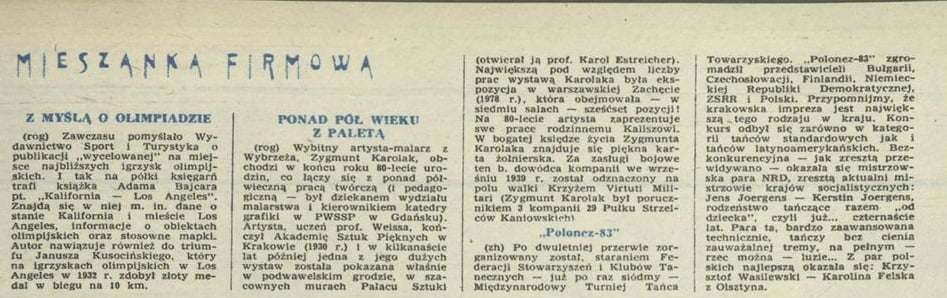 MIESZANKA FIRMOWA
Z MYŚLĄ O OLIMPIADZIE
(rog) Zawczasu pomyślało Wy-
dawnictwo Sport i Turystyka o
publikacji „wycelowanej” na miej-
sce najbliższych igrzysk olimpij-
skich. I tak na półki księgarń
trafi książka Adama Bajcara
pt. „Kalifornia — Los Angeles”.
Znajdą się w niej m. in. dane o
stanie Kalifornia i mieście Los
Angeles, informacje o obiektach
olimpijskich oraz stosowne mapki.
Autor nawiązuje również do trium-
fu Janusza Kusocińskiego, który
na igrzyskach olimpijskich w Los
Angeles w 1932 r. zdobył złoty me-
dal w biegu na 10 km.
PONAD PÓŁ WIEKU
Z PALETĄ
(rog) Wybitny artysta-malarz z
Wybrzeża, Zygmunt Karolak, ob-
chodzi w końcu roku 80-lecie uro-
dzin, co łączy się z ponad pół-
wieczną pracą twórczą (i pedago-
giczną — był dziekanem wydziału
malarstwa i kierownikiem katedry
grafiki w PWSSP w Gdańsku).
Artysta, uczeń prof. Weissa, koń-
czył Akademię Sztuk Pięknych w
Krakowie (1930 r.) i w kilkanaście
lat później jedna z jego dużych
wystaw została pokazana właśnie
w podwawelskim grodzie, w sza-
cownych murach Pałacu Sztuki
(otwierał ją prof. Karol Estreicher).
Największą pod względem liczby
prac wystawą Karolaka była eks-
pozycja w warszawskiej Zachęcie
(1978 r.), która obejmowała — w
siedmiu salach — sześćset pozycji!
Na 80-lecie artysta zaprezentuje
swe prace rodzinnemu Kaliszowi.
W bogatej księdze życia Zygmunta
Karolaka znajduje się piękna kar-
ta żołnierska. Za zasługi bojowe
ten b. dowódca kompanii we wrze-
śniu 1939 r. został odznaczony na
polu walki Krzyżem Virtuti Mili-
tari (Zygmunt Karolak był porucz-
nikiem 3 kompanii 29 Pułku Strzel-
ców Kaniowskich)
„Polonez-83”
(zh) Po dwuletniej przerwie zor-
ganizowany został, staraniem Fe-
deracji Stowarzyszeń i Klubów Ta-
necznych — już po raz siódmy —
Międzynarodowy Turniej Tańca
Towarzyskiego. „Polonez-83” zgro-
madził przedstawicieli Bułgarii,
Czechosłowacji, Finlandii, Niemiec-
kiej Republiki Demokratycznej,
ZSRR i Polski. Przypomnijmy, że
krakowska impreza jest najwięk-
szą tego rodzaju w kraju. Kon-
kurs odbył się zarówno w katego-
rii tańców standardowych jak i
tańców latynoamerykańskich. Bez-
konkurencyjna — jak zresztą prze-
widywano — okazała się mistrzow-
ska para NRD, zresztą aktualni mi-
strzowie krajów socjalistycznych:
Jens Joergens — Kerstin Joergens,
rodzeństwo tańczące razem „od
dziecka”, czyli już... czternaście
lat. Para ta, bardzo zaawansowana
technicznie, tańczy bez cienia
zauważalnej tremy, na pełnym —
rzec można — luzie... Z par pol-
skich najlepszą okazała się: Krzy-
sztof Wasilewski — Karolina Felska
z Olsztyna.